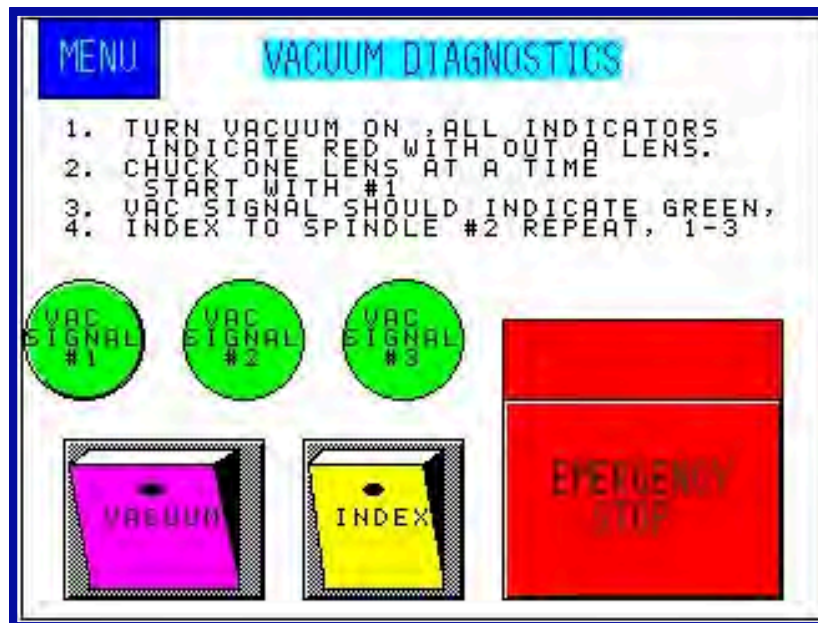 MENU
VACUUM DIAGNOSTICS
1. TURN VACUUM ON ,ALL INDICATORS
INDICATE RED WITH OUT A LENS.
2. CHUCK ONE LENS AT A TIME
START WITH #1
3. VAC SIGNAL SHOULD INDICATE GREEN,
4. INDEX TO SPINDLE #2 REPEAT, 1-3
VAC
SIGNAL
#1
VAC
SIGNAL
#2
VAC
SIGNAL
#3
VACUUM
INDEX
EMERGENCY
STOP